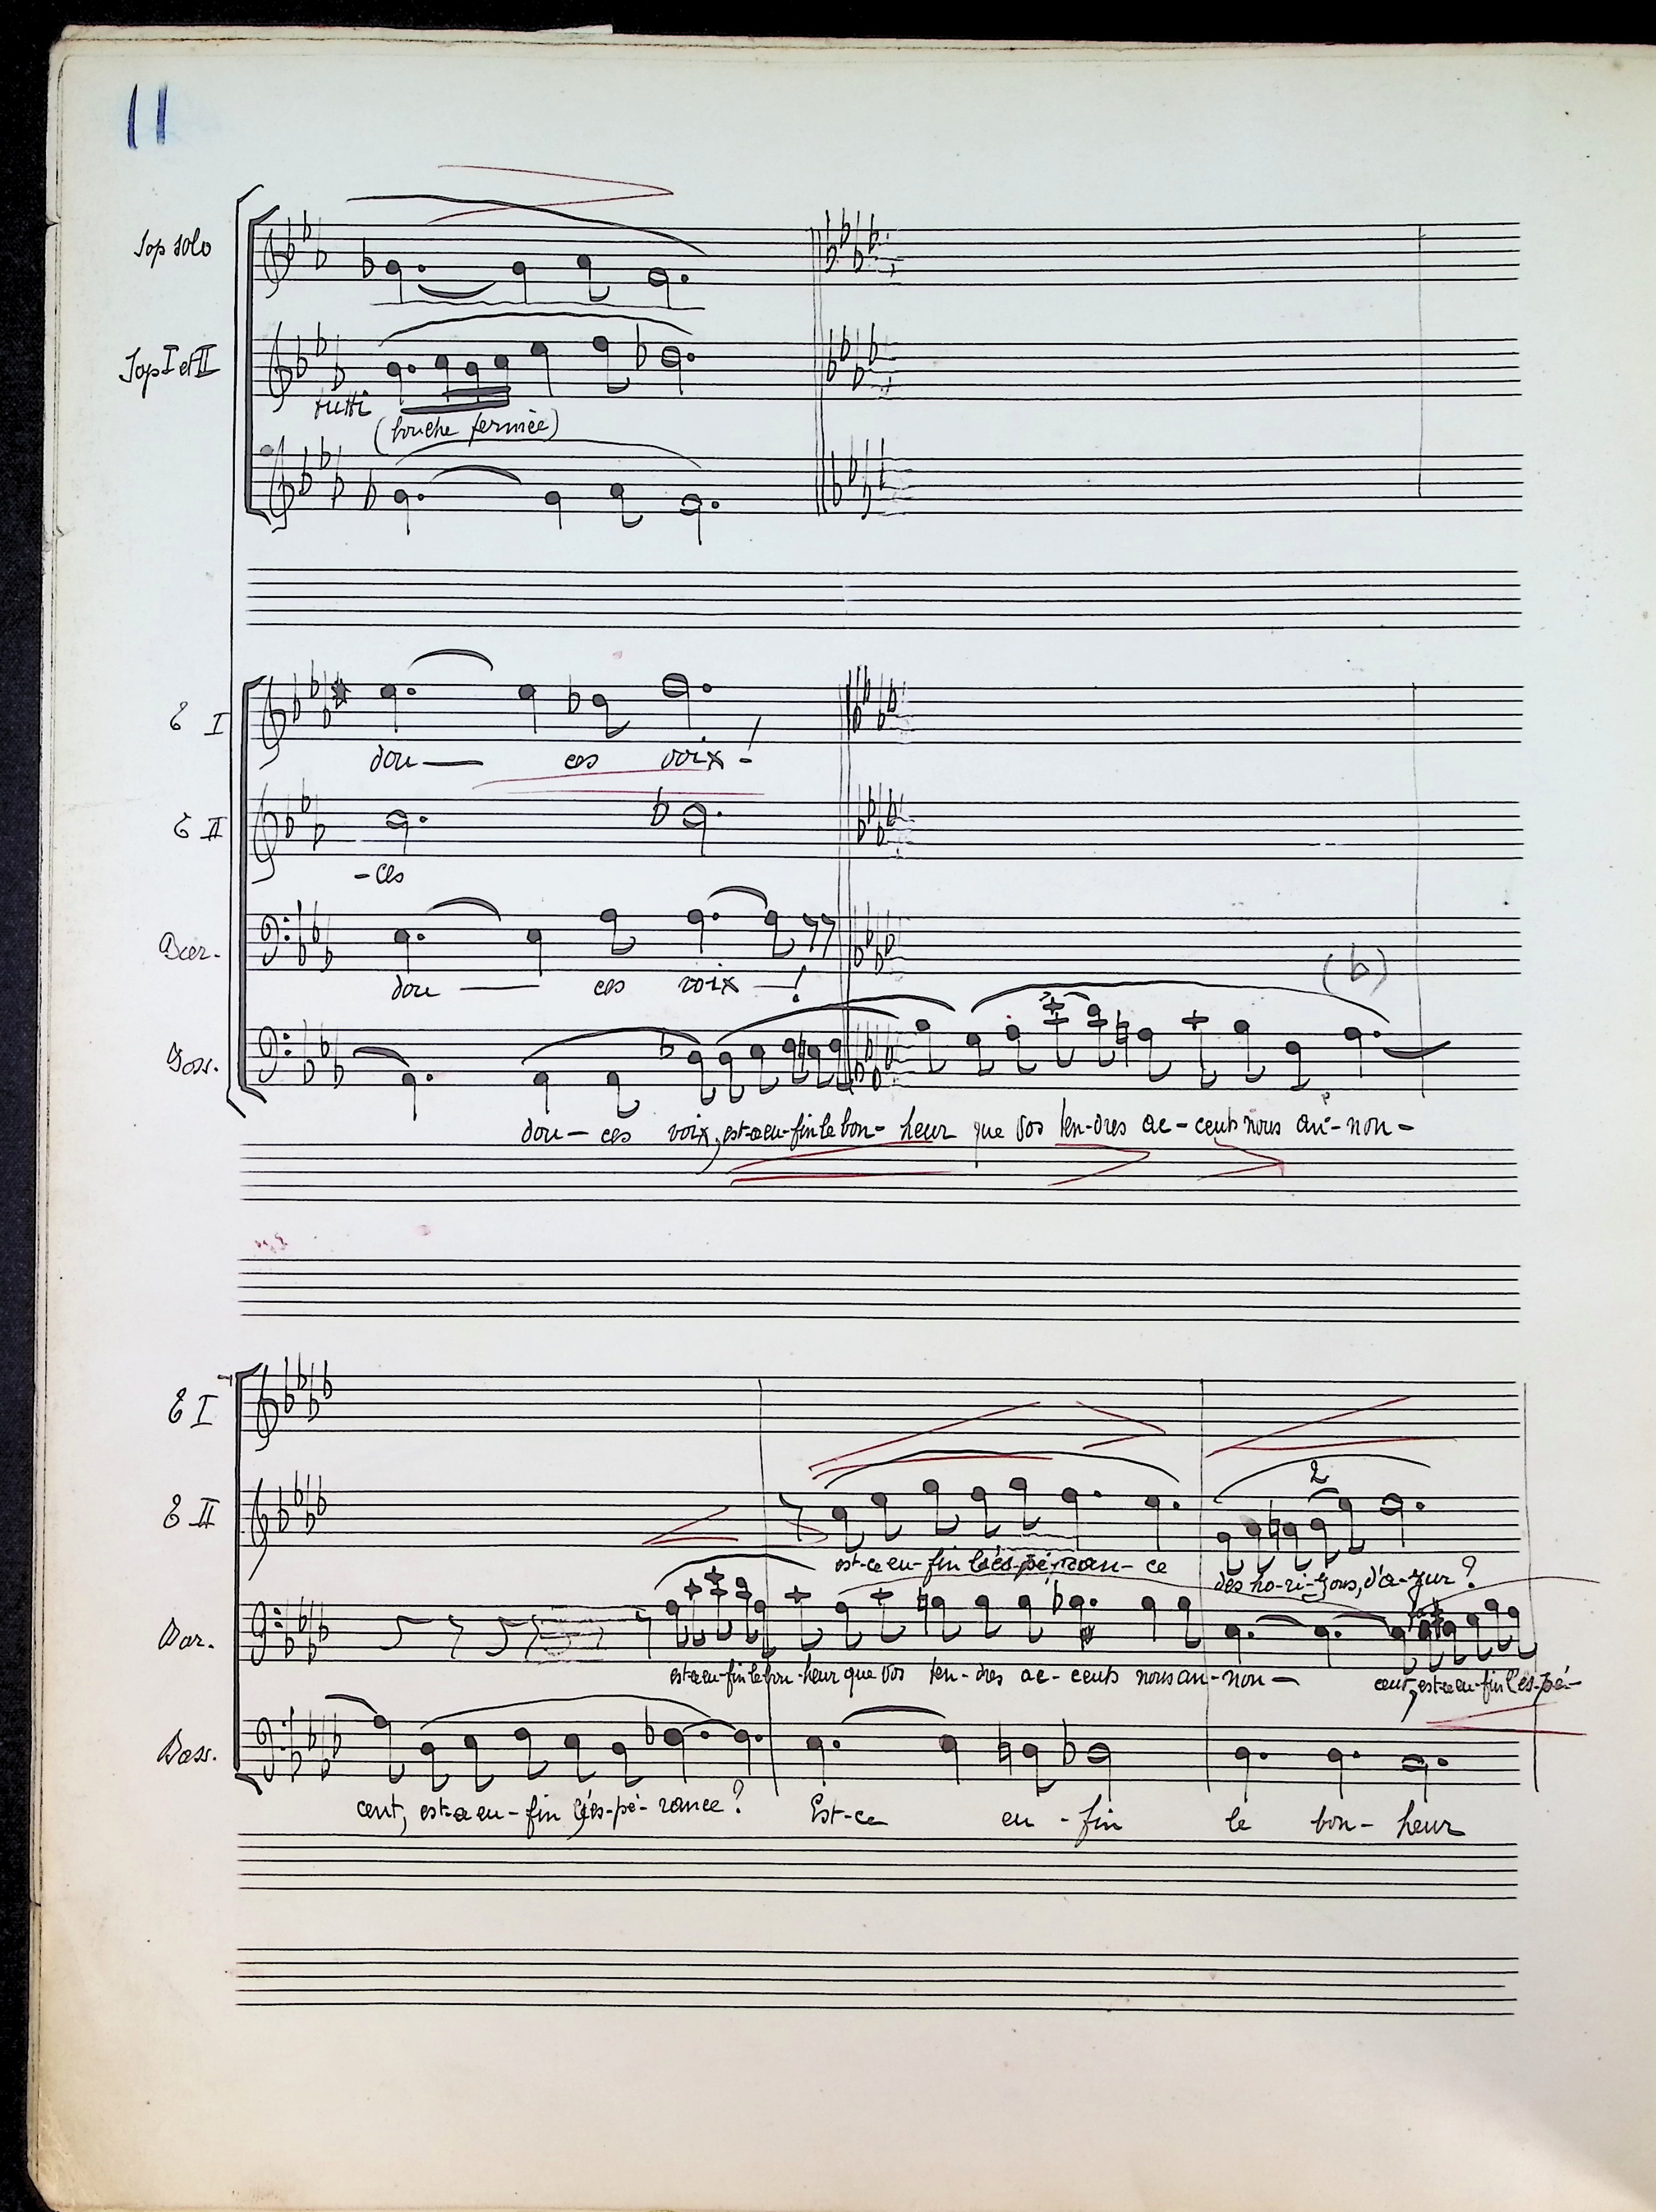 11
Sop solo
Sop I et II
tutti
(bouche fermée)
T I
dou — ces voix - !
T II
- ces
Bar.
dou — ces voix — !
(b)
Bass.
dou - ces voix, est-ce en-fin le bon - heur que vos ten-dres ac - cents nous an - non -
T I
T II
2
est-ce en-fin l'es-pé-ran - ce des ho-ri-zons, d'a-zur ?
Bar.
est-ce en-fin le bon-heur que vos ten-dres ac - cents nous an-non — cent, est-ce en-fin l'es-pé-
Bass.
cent, est-ce en-fin l'es-pé-rance ? Est-ce en - fin le bon - heur